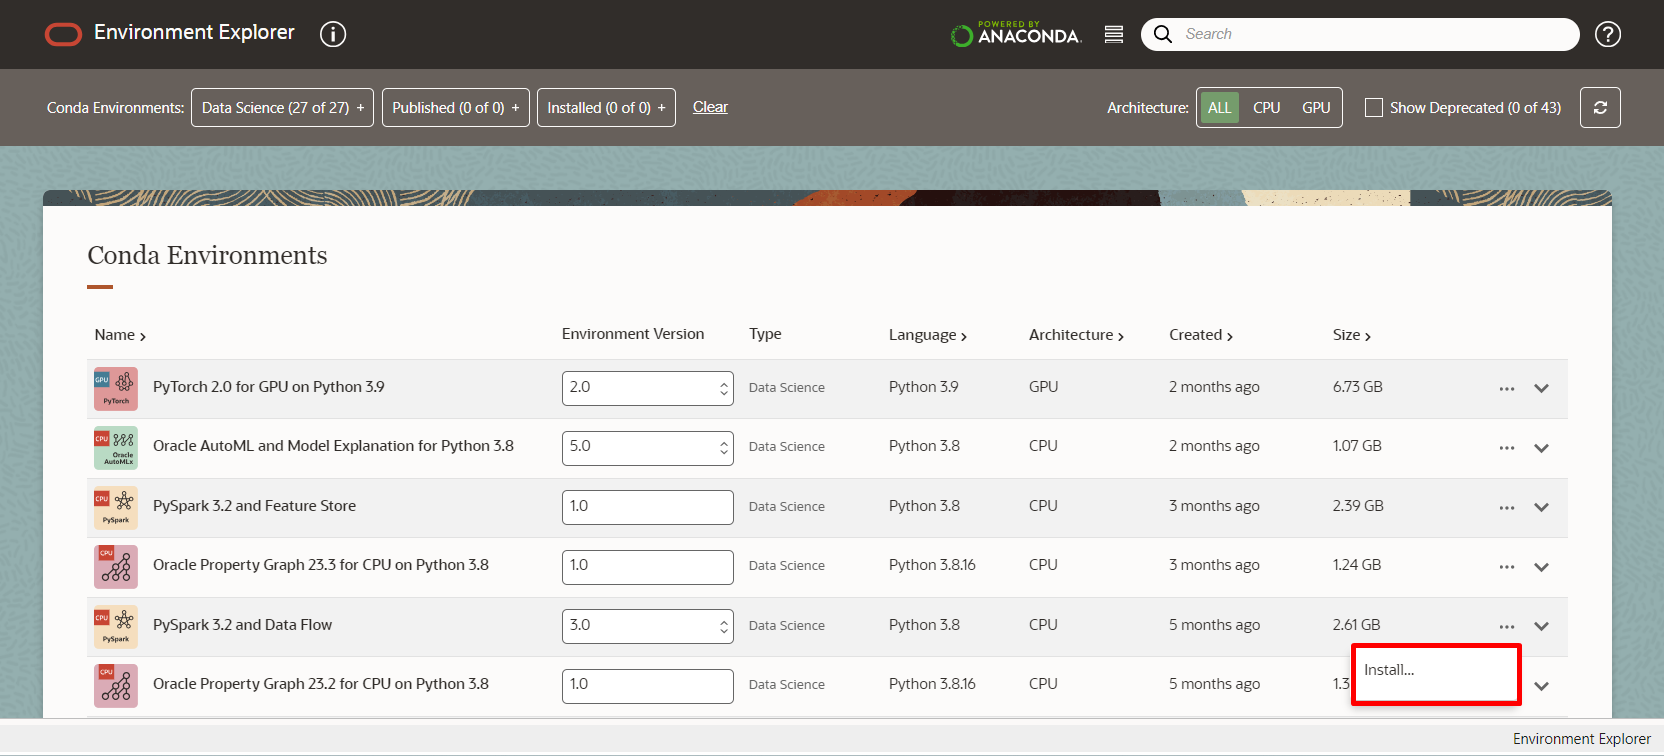 Environment Explorer
POWERED BY
ANACONDA.
Search
Conda Environments: Data Science (27 of 27) + Published (0 of 0) + Installed (0 of 0) + Clear
Architecture: ALL CPU GPU Show Deprecated (0 of 43)
Conda Environments
Name Environment Version Type Language Architecture Created Size
GPU PyTorch PyTorch 2.0 for GPU on Python 3.9 2.0 Data Science Python 3.9 GPU 2 months ago 6.73 GB
CPU Oracle AutoMLx Oracle AutoML and Model Explanation for Python 3.8 5.0 Data Science Python 3.8 CPU 2 months ago 1.07 GB
CPU PySpark PySpark 3.2 and Feature Store 1.0 Data Science Python 3.8 CPU 3 months ago 2.39 GB
CPU Oracle Property Graph 23.3 for CPU on Python 3.8 1.0 Data Science Python 3.8.16 CPU 3 months ago 1.24 GB
CPU PySpark PySpark 3.2 and Data Flow 3.0 Data Science Python 3.8 CPU 5 months ago 2.61 GB
Install...
CPU Oracle Property Graph 23.2 for CPU on Python 3.8 1.0 Data Science Python 3.8.16 CPU 5 months ago 1.3
Environment Explorer